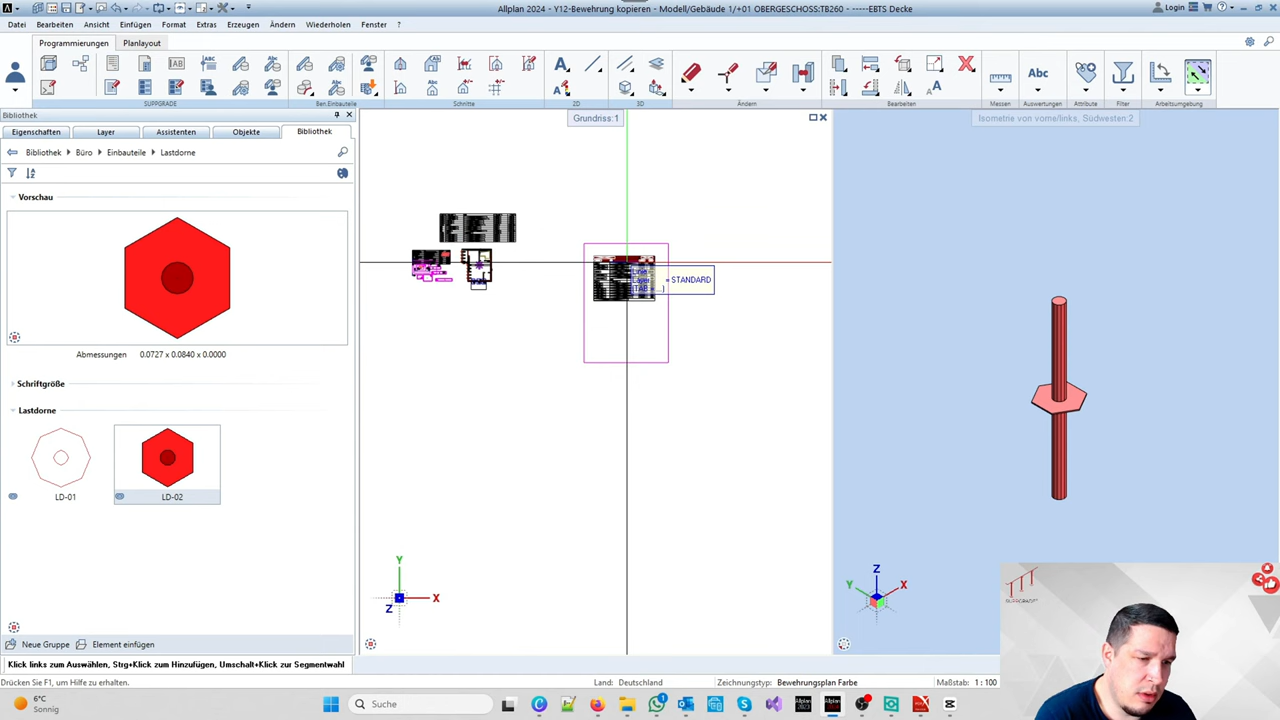 Allplan 2024 - Y12-Bewehrung kopieren - Modell/Gebäude 1/+01 OBERGESCHOSS:TB260 - -----EBTS Decke
Login
Datei Bearbeiten Ansicht Einfügen Format Extras Erzeugen Ändern Wiederholen Fenster ?
Programmierungen Planlayout
SUPPGRADE Ben.Einbauteile Schnitte 2D 3D Ändern Bearbeiten Messen Auswertungen Attribute Filter Arbeitsumgebung
Abc
Bibliothek
Eigenschaften Layer Assistenten Objekte Bibliothek
Bibliothek Büro Einbauteile Lastdorne
Vorschau
Abmessungen 0.0727 x 0.0840 x 0.0000
Schriftgröße
Lastdorne
LD-01 LD-02
Neue Gruppe Element einfügen
Grundriss:1
Linie
Layer = STANDARD
(TAB = ...)
Y
X
Z
Isometrie von vorne/links, Südwesten:2
Z
Y X
SUPPGRADE
Klick links zum Auswählen, Strg+Klick zum Hinzufügen, Umschalt+Klick zur Segmentwahl
Drücken Sie F1, um Hilfe zu erhalten. Land: Deutschland Zeichnungstyp: Bewehrungsplan Farbe Maßstab: 1 : 100
6°C
Sonnig
Suche